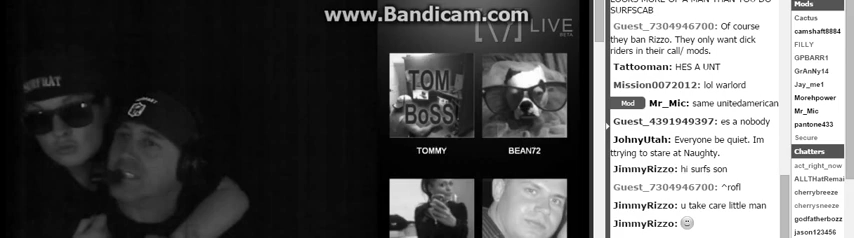 www.Bandicam.com
LIVE
BETA
SURFRAT
TOM
BoSS
TOMMY
BEAN72
LOOKS MORE OF A MAN THAN YOU DO
SURFSCAB
Guest_7304946700: Of course
they ban Rizzo. They only want dick
riders in their call/ mods.
Tattooman: HES A UNT
Mission0072012: lol warlord
Mod Mr_Mic: same unitedamerican
Guest_4391949397: es a nobody
JohnyUtah: Everyone be quiet. Im
ttrying to stare at Naughty.
JimmyRizzo: hi surfs son
Guest_7304946700: ^rofl
JimmyRizzo: u take care little man
JimmyRizzo:
Mods
Cactus
camshaft8884
FILLY
GPBARR1
GrAnNy14
Jay_me1
Morehpower
Mr_Mic
pantone433
Secure
Chatters
act_right_now
ALLTHatRemai
cherrybreeze
cherrysneeze
godfatherbozz
jason123456